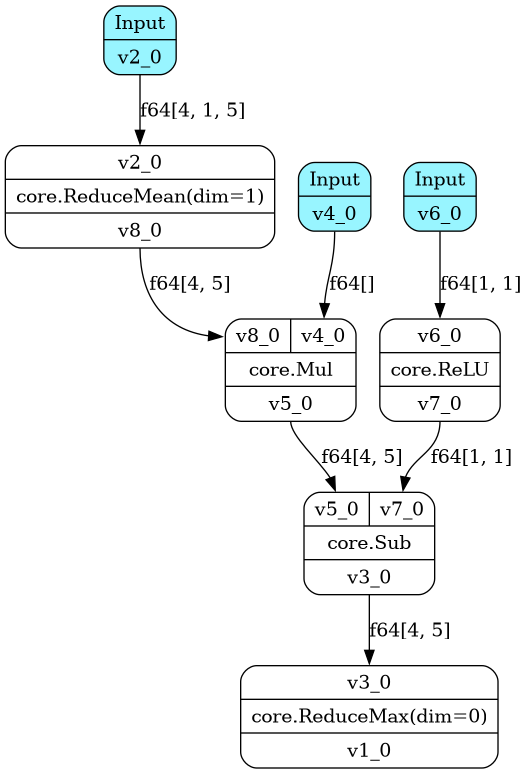 Input
v2_0
f64[4, 1, 5]
v2_0
core.ReduceMean(dim=1)
v8_0
Input
v4_0
Input
v6_0
f64[4, 5]
f64[]
f64[1, 1]
v8_0 v4_0
core.Mul
v5_0
v6_0
core.ReLU
v7_0
f64[4, 5]
f64[1, 1]
v5_0 v7_0
core.Sub
v3_0
f64[4, 5]
v3_0
core.ReduceMax(dim=0)
v1_0